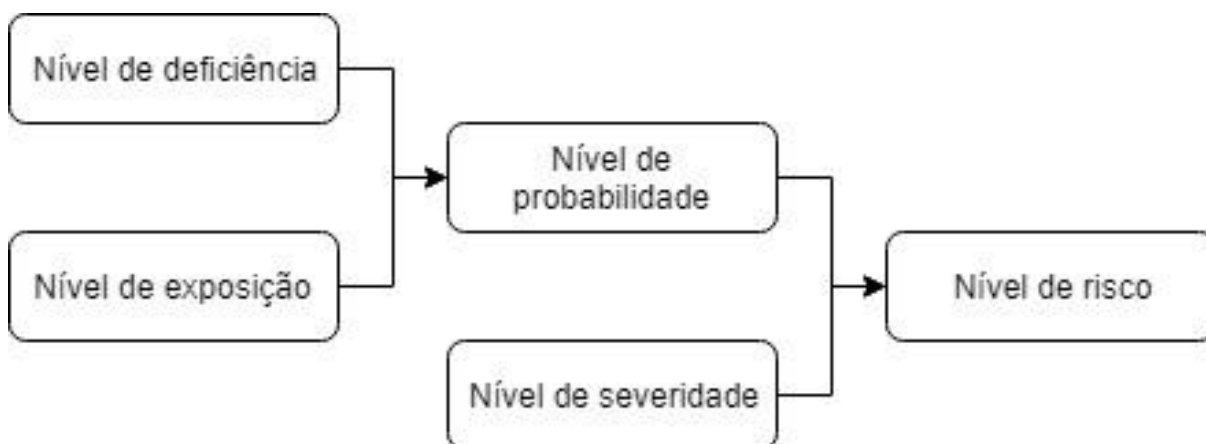 Nível de deficiência
Nível de
probabilidade
Nível de exposição
Nível de risco
Nível de severidade